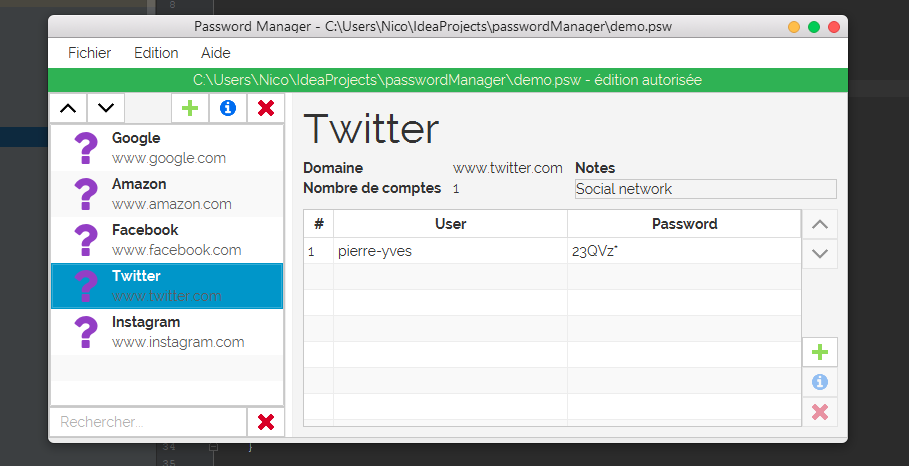 8
Password Manager - C:\Users\Nico\IdeaProjects\passwordManager\demo.psw
Fichier Edition Aide
C:\Users\Nico\IdeaProjects\passwordManager\demo.psw - édition autorisée
Google
www.google.com
Amazon
www.amazon.com
Facebook
www.facebook.com
Twitter
www.twitter.com
Instagram
www.instagram.com
Rechercher...
Twitter
Domaine www.twitter.com
Nombre de comptes 1
Notes
Social network
# User Password
1 pierre-yves 23QVz*
34 }
35